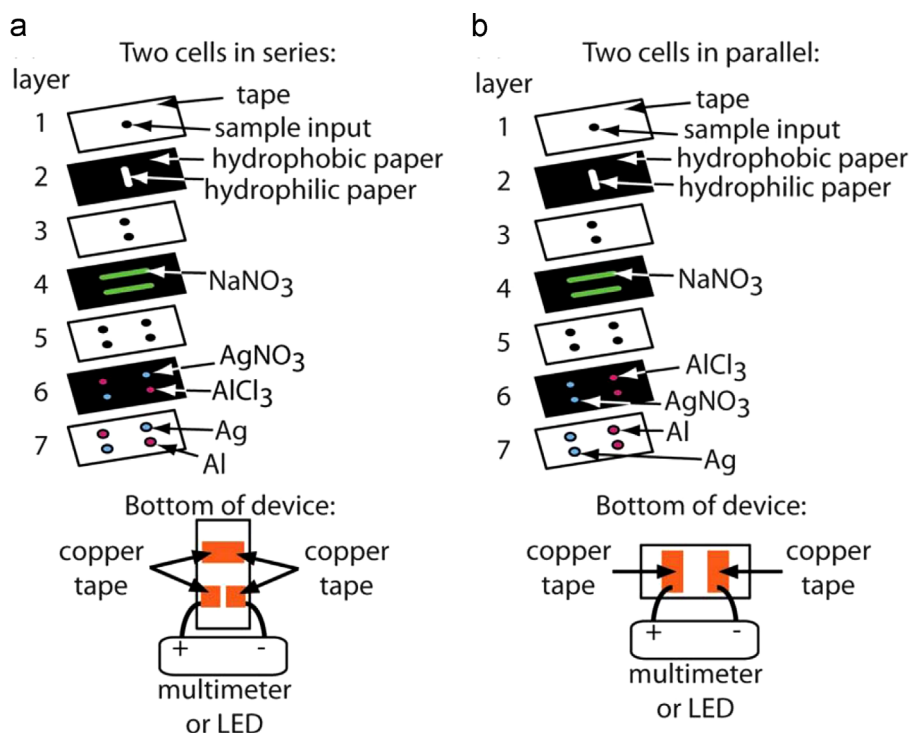 a
Two cells in series:
layer
tape
1
sample input
hydrophobic paper
2
hydrophilic paper
3
4
NaNO3
5
AgNO3
6
AlCl3
Ag
7
Al
Bottom of device:
copper
tape
copper
tape
+ -
multimeter
or LED
b
Two cells in parallel:
layer
tape
1
sample input
hydrophobic paper
2
hydrophilic paper
3
4
NaNO3
5
AlCl3
6
AgNO3
Al
7
Ag
Bottom of device:
copper
tape
copper
tape
+ -
multimeter
or LED